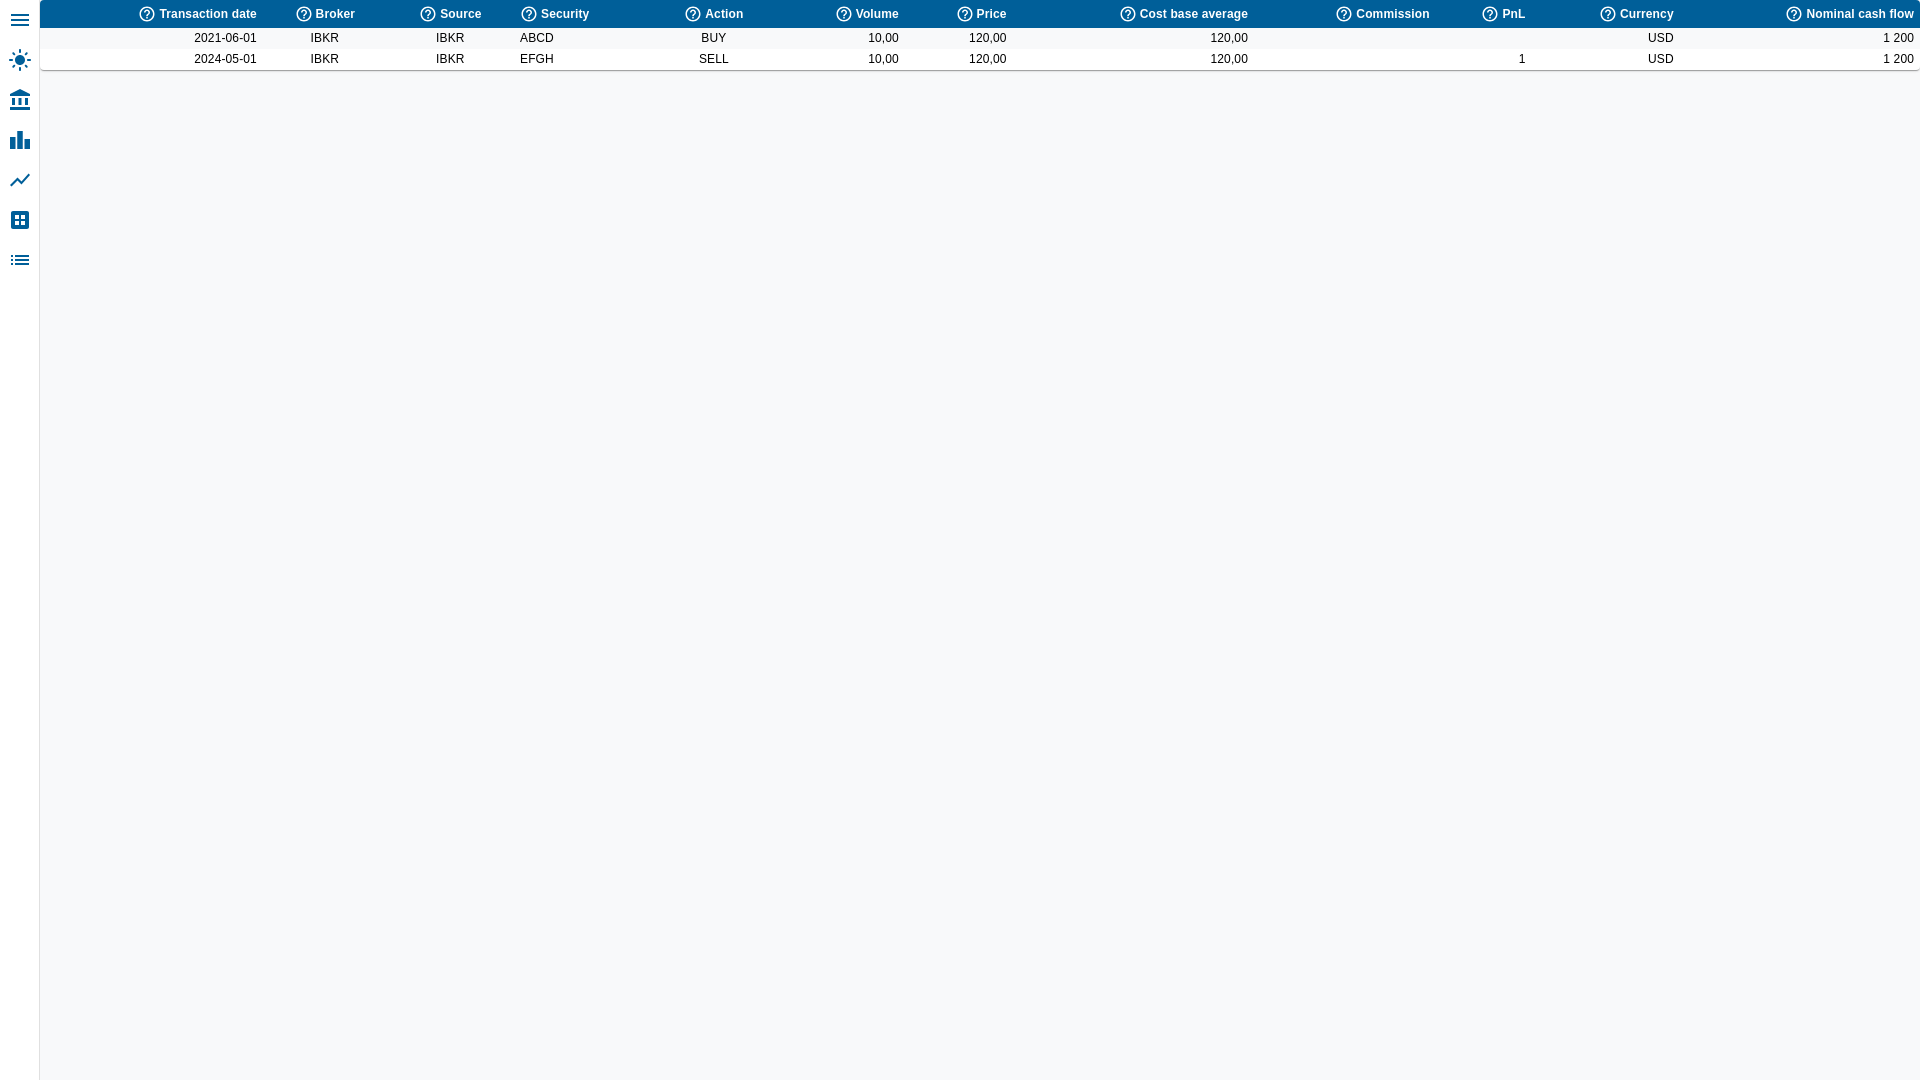 Transaction date Broker Source Security Action Volume Price Cost base average Commission PnL Currency Nominal cash flow
2021-06-01 IBKR IBKR ABCD BUY 10,00 120,00 120,00 USD 1 200
2024-05-01 IBKR IBKR EFGH SELL 10,00 120,00 120,00 1 USD 1 200